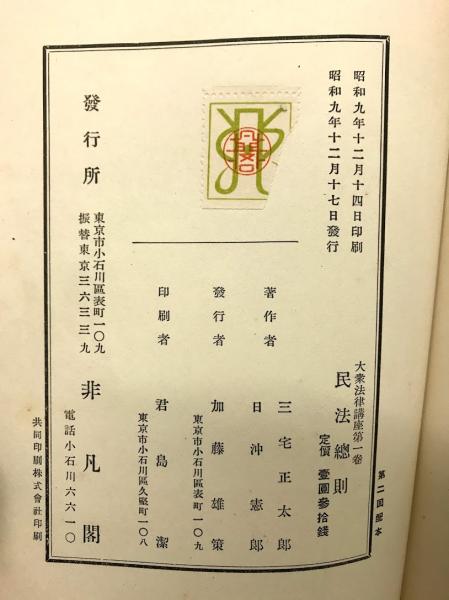 昭和九年十二月十四日印刷
昭和九年十二月十七日發行
第二回配本
大衆法律講座第一卷
民法總則
定價 壹圓參拾錢
著作者
三宅正太郎
日沖憲郎
發行者
加藤雄策
東京市小石川區表町一〇九
印刷者
君島潔
東京市小石川區久堅町一〇八
發行所
東京市小石川區表町一〇九
振替東京三六三三九
非凡閣
電話小石川六六一〇
共同印刷株式會社印刷